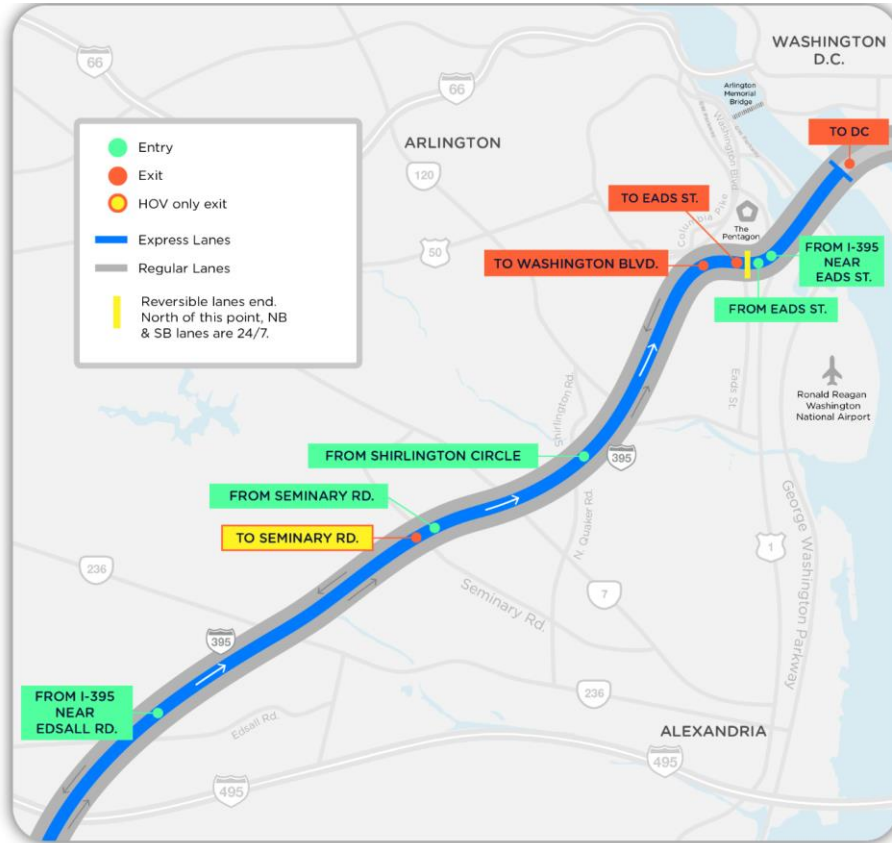 WASHINGTON
D.C.
66
66
Arlington
Memorial
Bridge
GW Parkway
GW Parkway
Washington Blvd
TO DC
ARLINGTON
Entry
Exit
HOV only exit
Express Lanes
Regular Lanes
Reversible lanes end.
North of this point, NB
& SB lanes are 24/7.
120
50
Columbia Pike
TO EADS ST.
The
Pentagon
TO WASHINGTON BLVD.
FROM I-395
NEAR
EADS ST.
FROM EADS ST.
Eads St.
Ronald Reagan
Washington
National Airport
Shirlington Rd.
FROM SHIRLINGTON CIRCLE
395
FROM SEMINARY RD.
TO SEMINARY RD.
N. Quaker Rd.
George Washington Parkway
1
236
Seminary Rd.
7
395
FROM I-395
NEAR
EDSALL RD.
Edsall Rd.
236
ALEXANDRIA
495
495